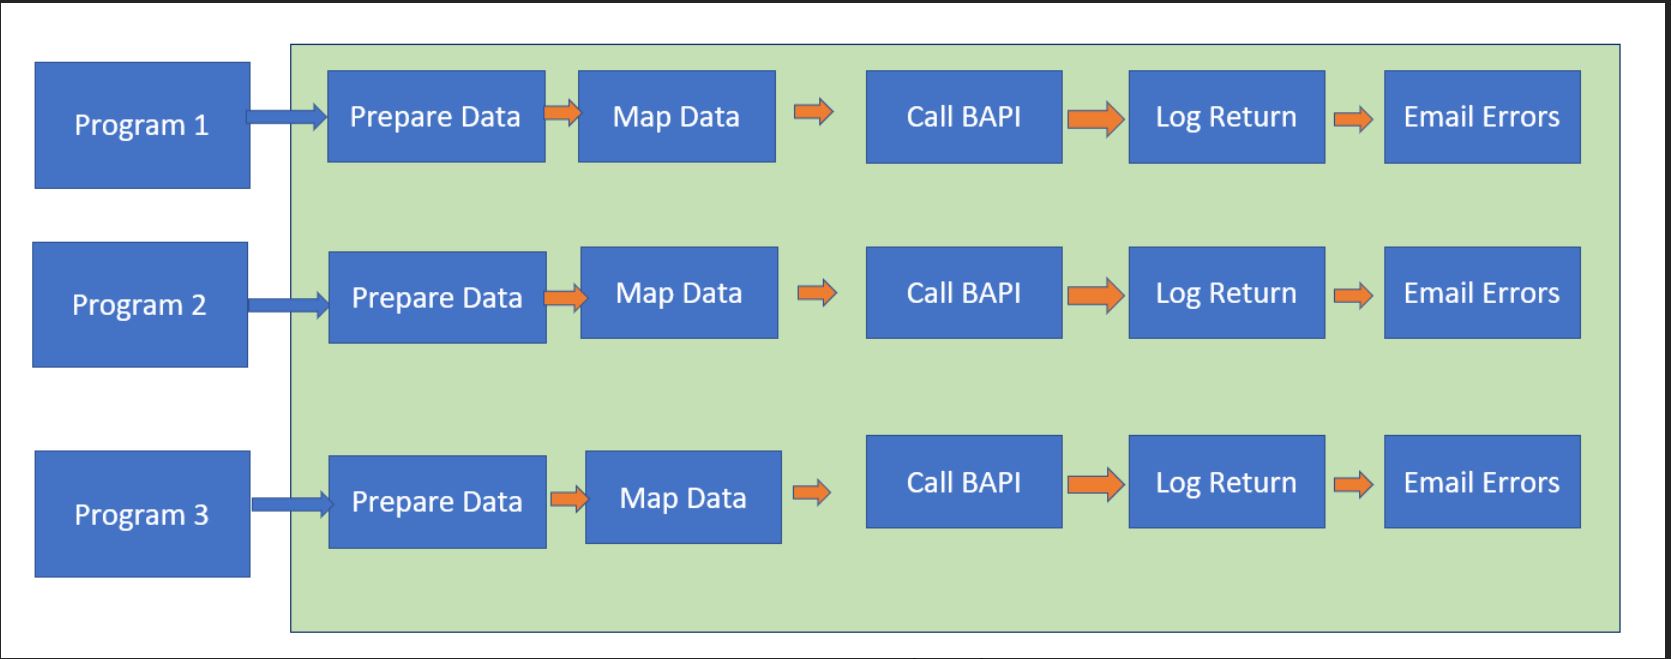 Program 1
Prepare Data
Map Data
Call BAPI
Log Return
Email Errors
Program 2
Prepare Data
Map Data
Call BAPI
Log Return
Email Errors
Program 3
Prepare Data
Map Data
Call BAPI
Log Return
Email Errors